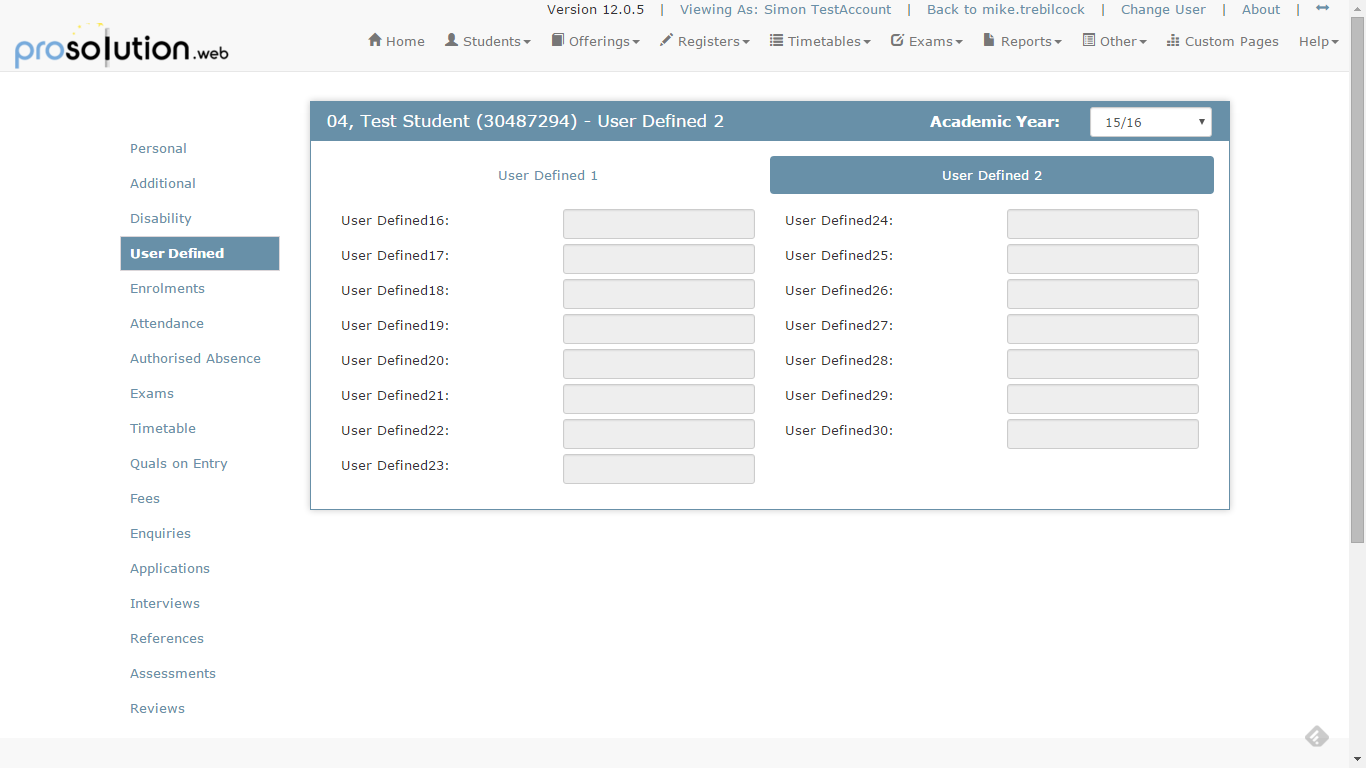 Version 12.0.5 | Viewing As: Simon TestAccount | Back to mike.trebilcock | Change User | About |
prosolution.web
Home Students Offerings Registers Timetables Exams Reports Other Custom Pages Help
04, Test Student (30487294) - User Defined 2 Academic Year: 15/16
Personal
Additional
Disability
User Defined
Enrolments
Attendance
Authorised Absence
Exams
Timetable
Quals on Entry
Fees
Enquiries
Applications
Interviews
References
Assessments
Reviews
User Defined 1 User Defined 2
User Defined16: User Defined24:
User Defined17: User Defined25:
User Defined18: User Defined26:
User Defined19: User Defined27:
User Defined20: User Defined28:
User Defined21: User Defined29:
User Defined22: User Defined30:
User Defined23: